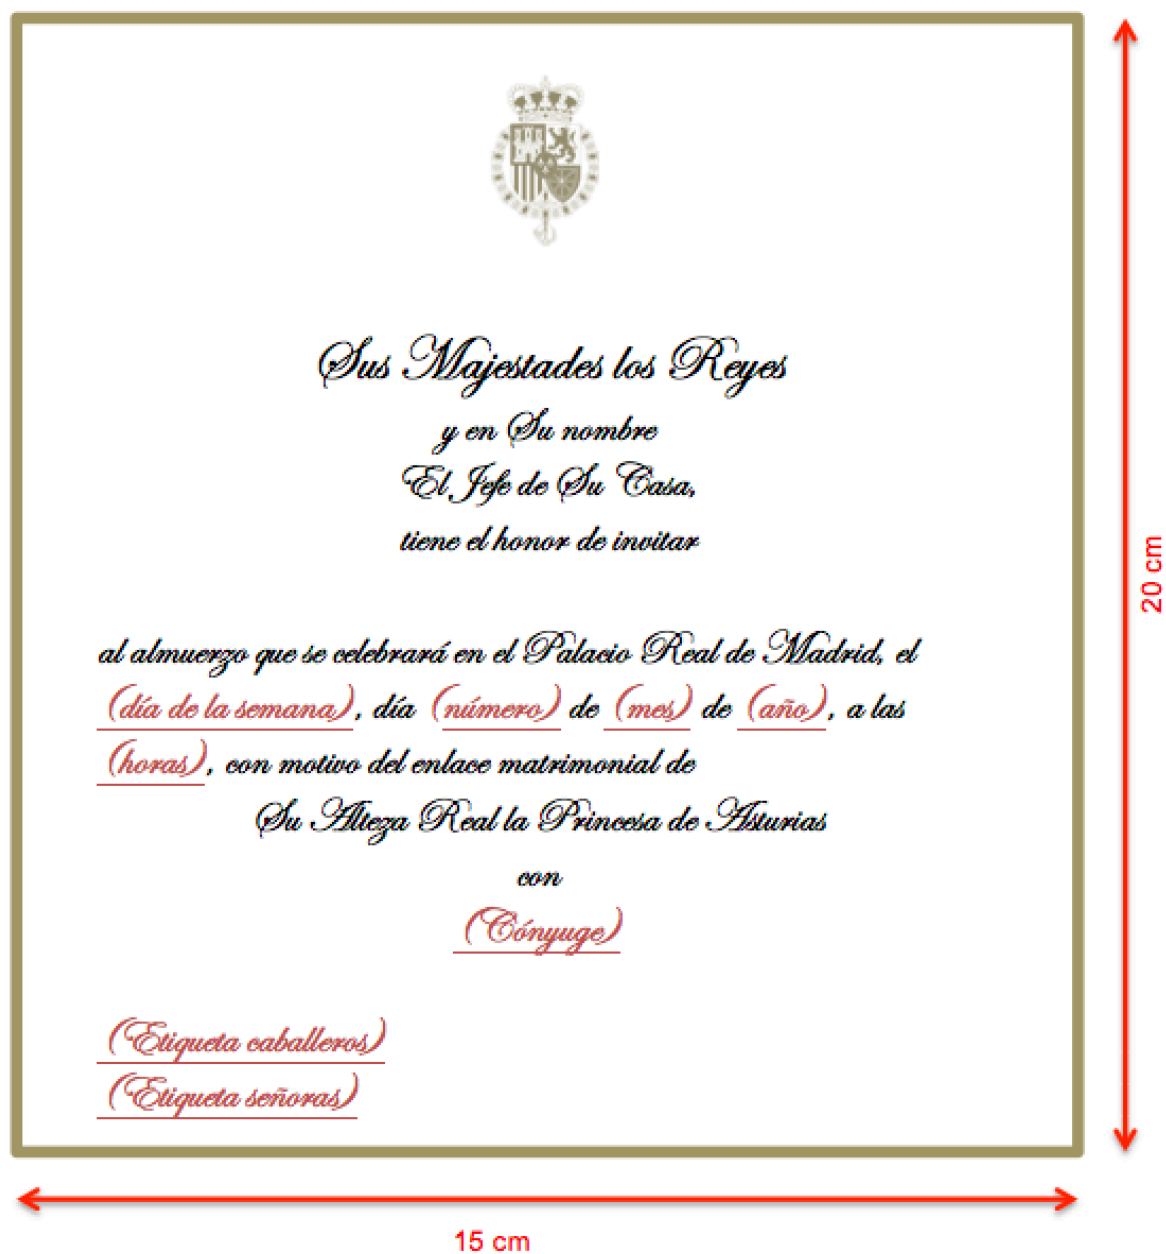 Sus Majestades los Reyes
y en Su nombre
El Jefe de Su Casa,
tiene el honor de invitar
al almuerzo que se celebrará en el Palacio Real de Madrid, el
(día de la semana), día (número) de (mes) de (año), a las
(horas), con motivo del enlace matrimonial de
Su Alteza Real la Princesa de Asturias
con
(Cónyuge)
(Etiqueta caballeros)
(Etiqueta señoras)
20 cm
15 cm